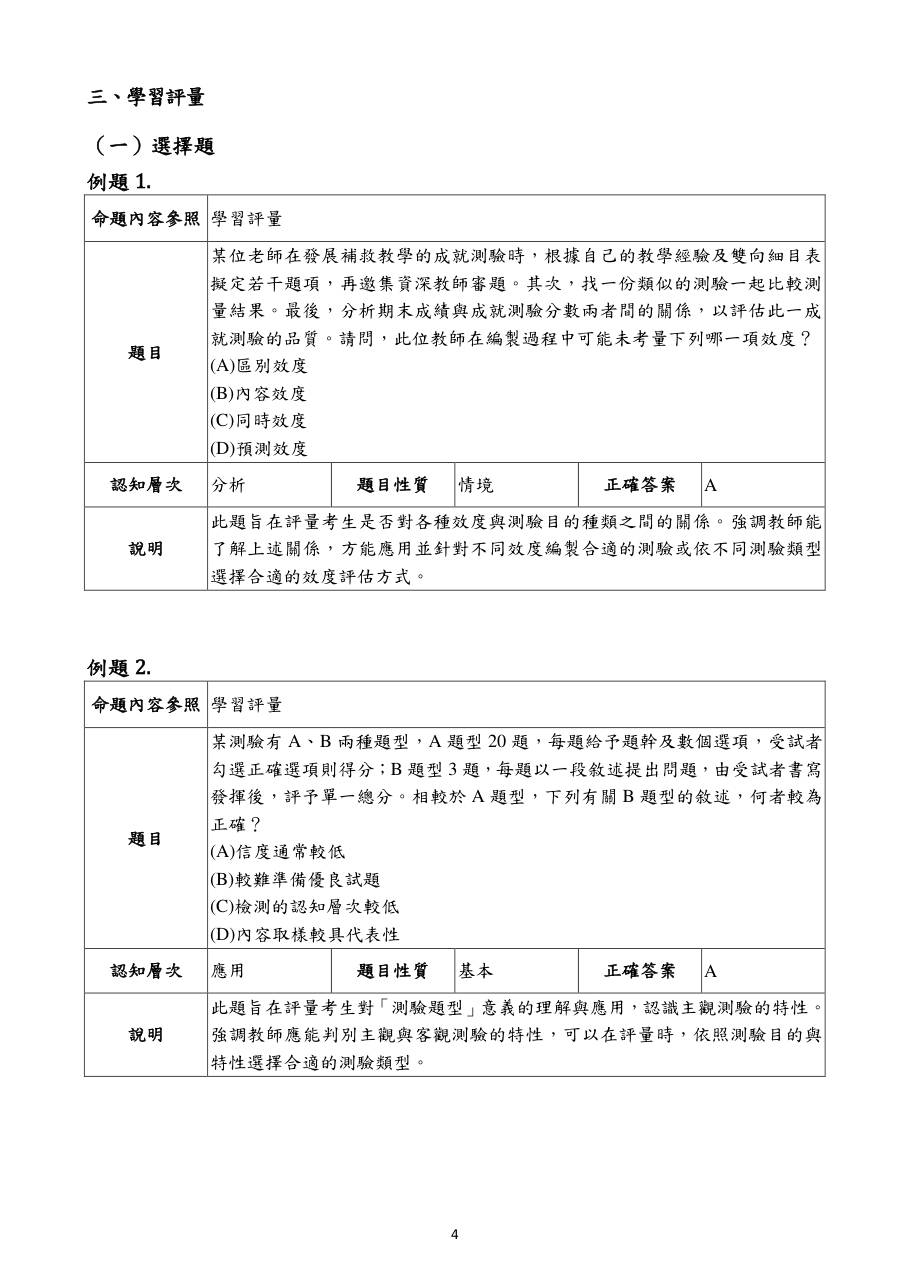 三、學習評量
（一）選擇題
例題 1.
命題內容參照 學習評量
題目
某位老師在發展補救教學的成就測驗時，根據自己的教學經驗及雙向細目表
擬定若干題項，再邀集資深教師審題。其次，找一份類似的測驗一起比較測
量結果。最後，分析期末成績與成就測驗分數兩者間的關係，以評估此一成
就測驗的品質。請問，此位教師在編製過程中可能未考量下列哪一項效度？
(A)區別效度
(B)內容效度
(C)同時效度
(D)預測效度
認知層次 分析 題目性質 情境 正確答案 A
說明
此題旨在評量考生是否對各種效度與測驗目的種類之間的關係。強調教師能
了解上述關係，方能應用並針對不同效度編製合適的測驗或依不同測驗類型
選擇合適的效度評估方式。
例題 2.
命題內容參照 學習評量
題目
某測驗有 A、B 兩種題型，A 題型 20 題，每題給予題幹及數個選項，受試者
勾選正確選項則得分；B 題型 3 題，每題以一段敘述提出問題，由受試者書寫
發揮後，評予單一總分。相較於 A 題型，下列有關 B 題型的敘述，何者較為
正確？
(A)信度通常較低
(B)較難準備優良試題
(C)檢測的認知層次較低
(D)內容取樣較具代表性
認知層次 應用 題目性質 基本 正確答案 A
說明
此題旨在評量考生對「測驗題型」意義的理解與應用，認識主觀測驗的特性。
強調教師應能判別主觀與客觀測驗的特性，可以在評量時，依照測驗目的與
特性選擇合適的測驗類型。
4